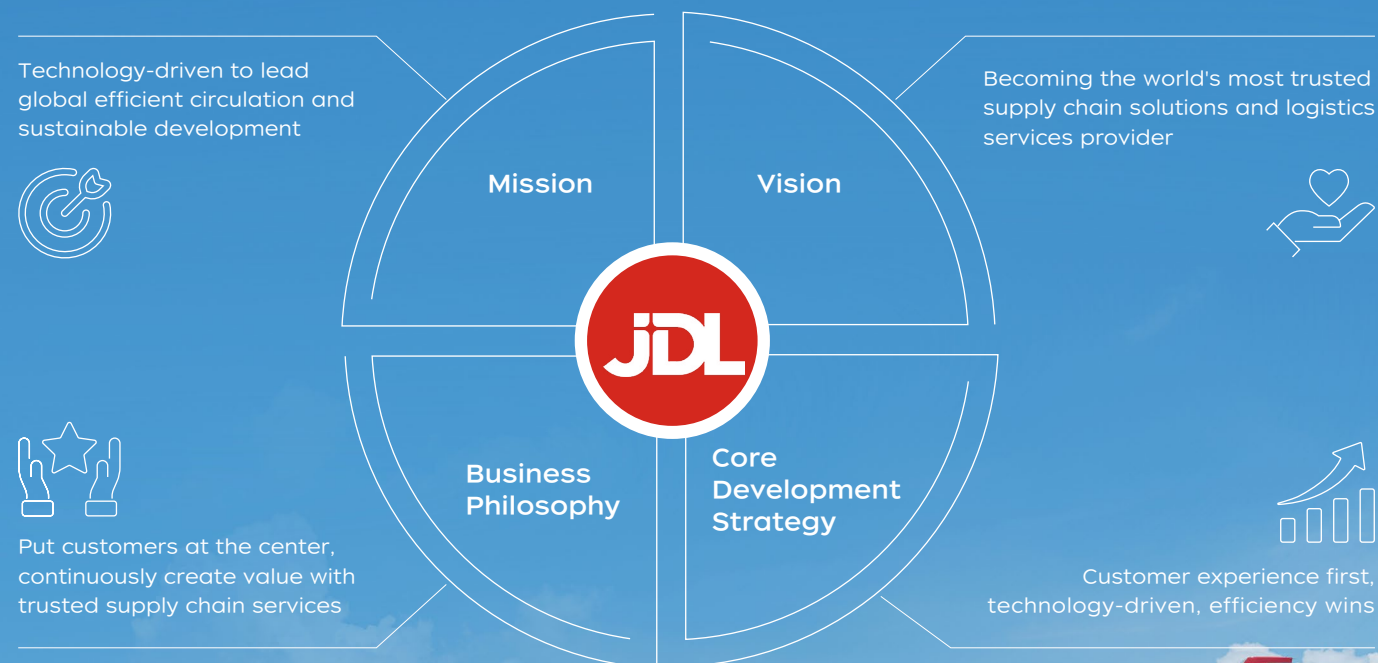 Technology-driven to lead
global efficient circulation and
sustainable development
Mission
Vision
Becoming the world's most trusted
supply chain solutions and logistics
services provider
JDL
Business
Philosophy
Core
Development
Strategy
Put customers at the center,
continuously create value with
trusted supply chain services
Customer experience first,
technology-driven, efficiency wins